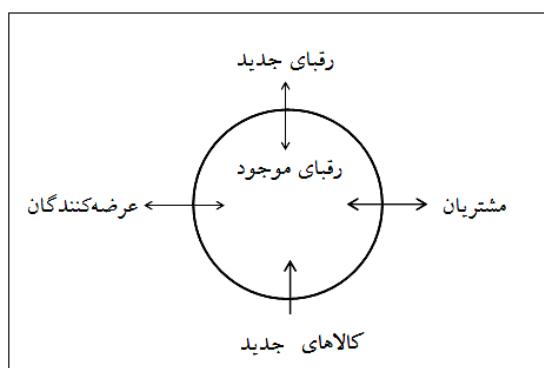 رقبای جدید
رقبای موجود
مشتریان
عرضه‌کنندگان
کالاهای جدید